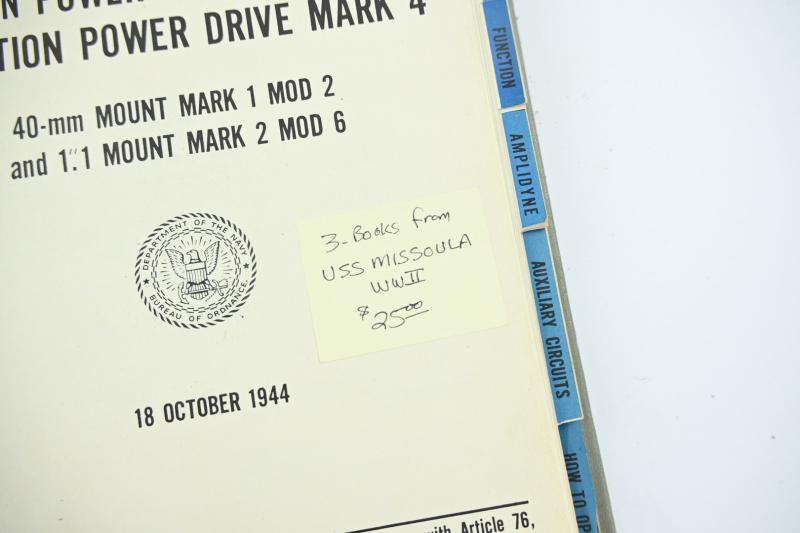 POWER
TION POWER DRIVE MARK 4
40-mm MOUNT MARK 1 MOD 2
and 1".1 MOUNT MARK 2 MOD 6
DEPARTMENT OF THE NAVY
BUREAU OF ORDNANCE
3-Books from
USS MISSOULA
WWII
$25.00
18 OCTOBER 1944
with Article 76,
FUNCTION
AMPLIDYNE
AUXILIARY CIRCUITS
HOW TO OP